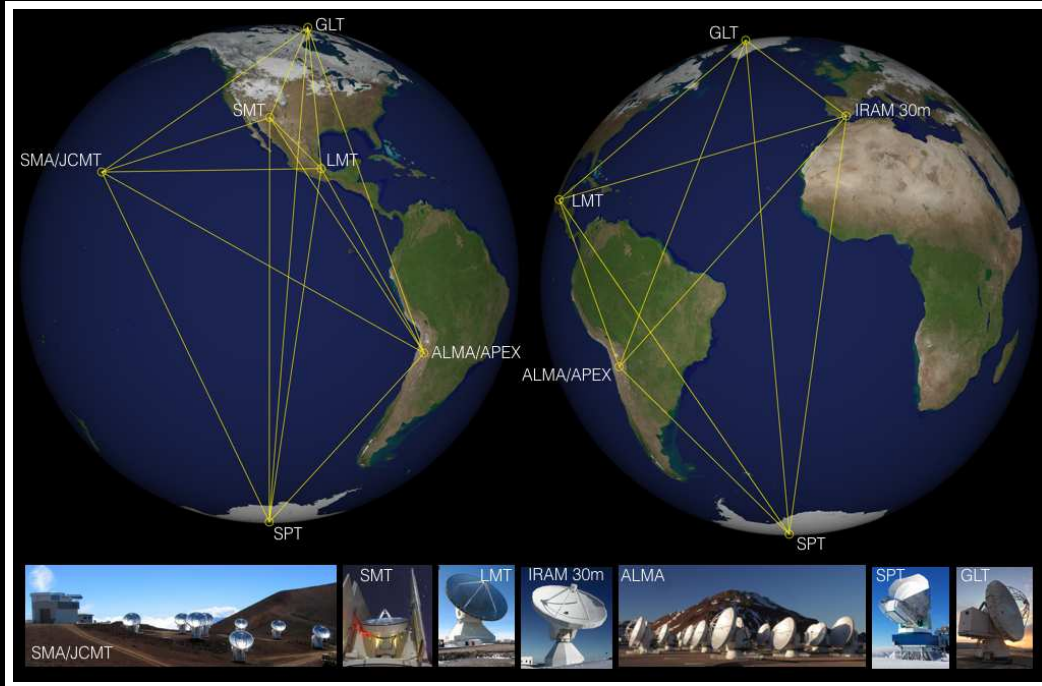 GLT
SMT
SMA/JCMT
LMT
ALMA/APEX
SPT
GLT
IRAM 30m
LMT
ALMA/APEX
SPT
SMA/JCMT
SMT
LMT
IRAM 30m
ALMA
SPT
GLT